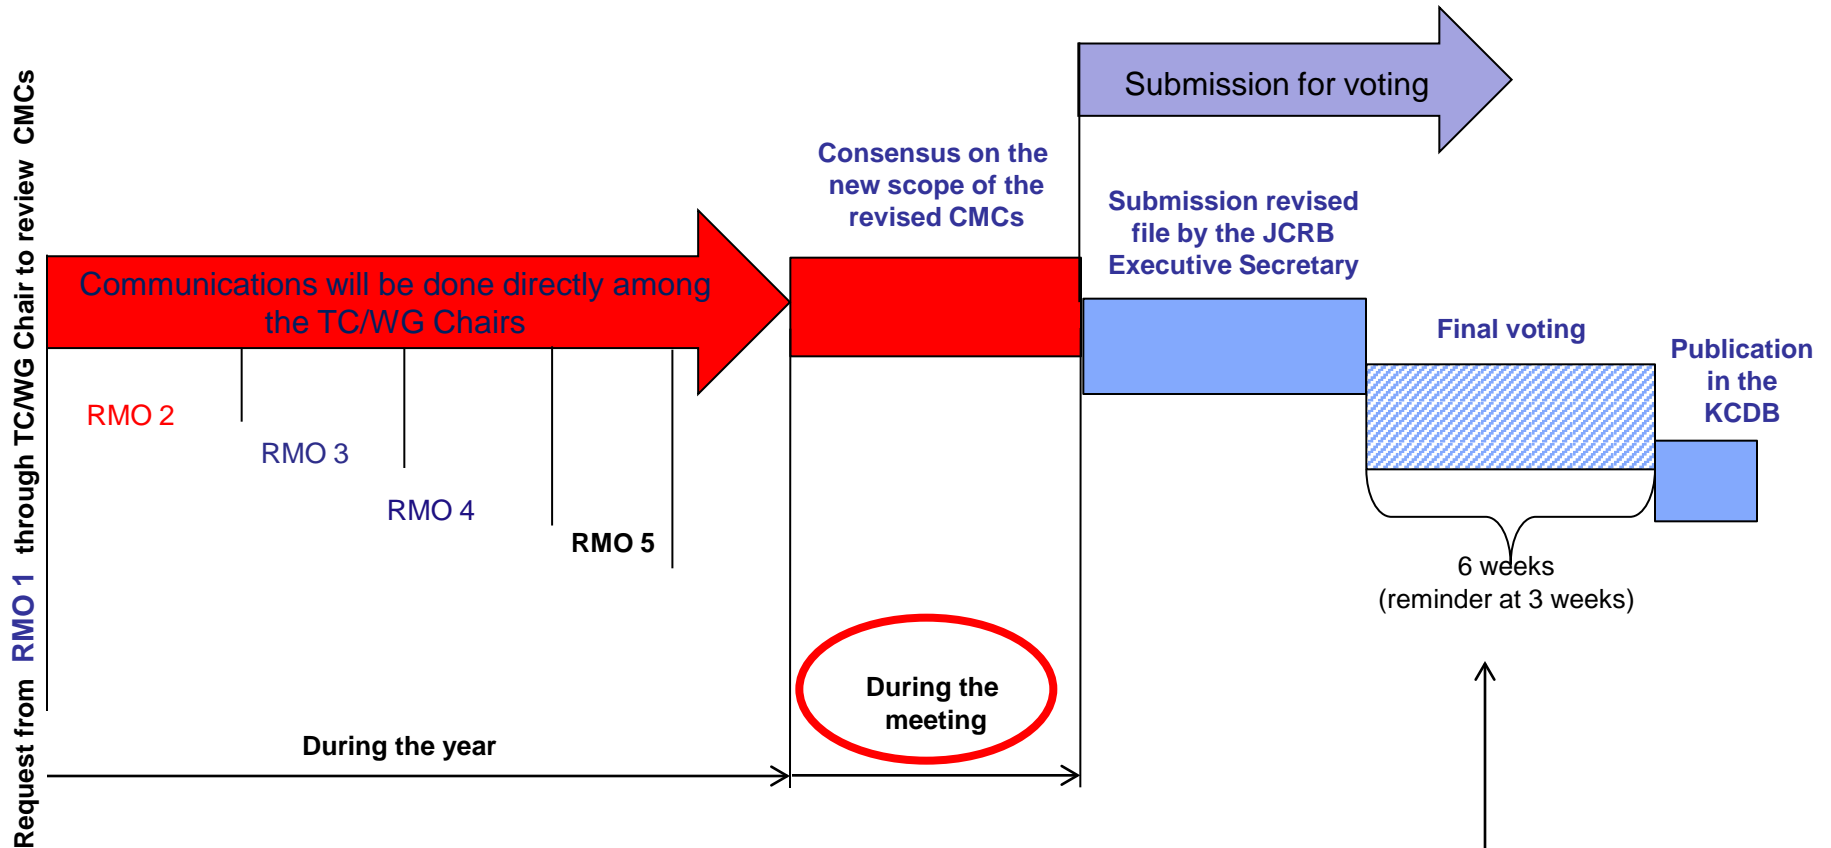 Request from RMO 1 through TC/WG Chair to review CMCs
Submission for voting
Consensus on the
new scope of the
revised CMCs
Submission revised
file by the JCRB
Executive Secretary
Communications will be done directly among
the TC/WG Chairs
Final voting
Publication
in the
KCDB
RMO 2
RMO 3
RMO 4
RMO 5
6 weeks
(reminder at 3 weeks)
During the
meeting
During the year